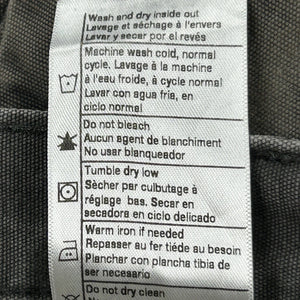 Wash and dry inside out
Lavage et séchage à l'envers
Lavar y secar por el revés
Machine wash cold, normal
cycle. Lavage à la machine
à l'eau froide, à cycle normal
Lavar con agua fria, en
ciclo normal
Do not bleach
Aucun agent de blanchiment
No usar blanqueador
Tumble dry low
Sècher par culbutage à
réglage bas. Secar en
secadora en ciclo delicado
Warm iron if needed
Repasser au fer tiéde au besoin
Planchar con plancha tibia de
ser necesario
Do not dry clean